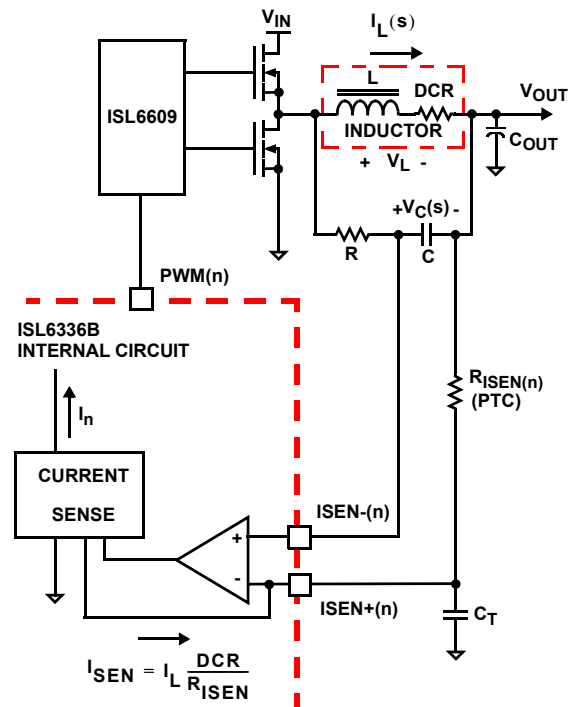 V_IN
I_L(s)
ISL6609
L
DCR
V_OUT
INDUCTOR
C_OUT
+ V_L -
+V_C(s) -
R
C
PWM(n)
ISL6336B
INTERNAL CIRCUIT
R_ISEN(n)
(PTC)
I_n
CURRENT
SENSE
ISEN-(n)
+
-
ISEN+(n)
C_T
I_SEN = I_L DCR / R_ISEN